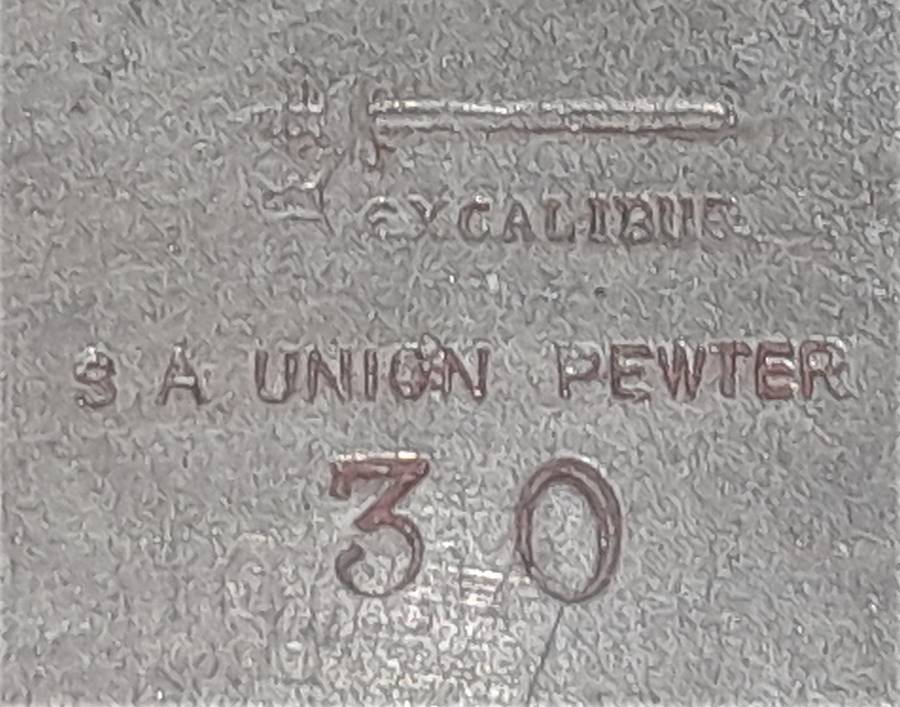 EXCALIBUR
S A UNION PEWTER
30